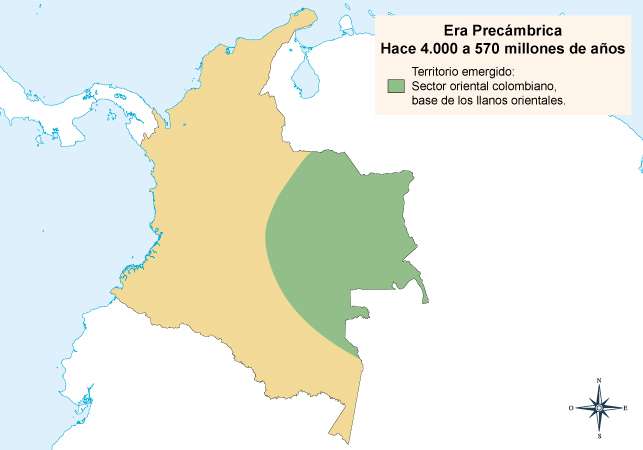 Era Precámbrica
Hace 4.000 a 570 millones de años
Territorio emergido:
Sector oriental colombiano,
base de los llanos orientales.
N
O E
S